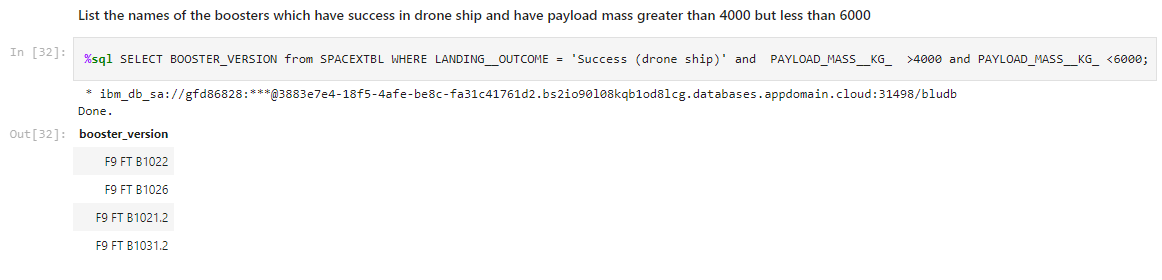 List the names of the boosters which have success in drone ship and have payload mass greater than 4000 but less than 6000
In [32]: %sql SELECT BOOSTER_VERSION from SPACEXTBL WHERE LANDING__OUTCOME = 'Success (drone ship)' and  PAYLOAD_MASS__KG_  >4000 and PAYLOAD_MASS__KG_ <6000;
* ibm_db_sa://gfd86828:***@3883e7e4-18f5-4afe-be8c-fa31c41761d2.bs2io90l08kqb1od8lcg.databases.appdomain.cloud:31498/bludb
Done.
Out[32]: booster_version
F9 FT B1022
F9 FT B1026
F9 FT B1021.2
F9 FT B1031.2